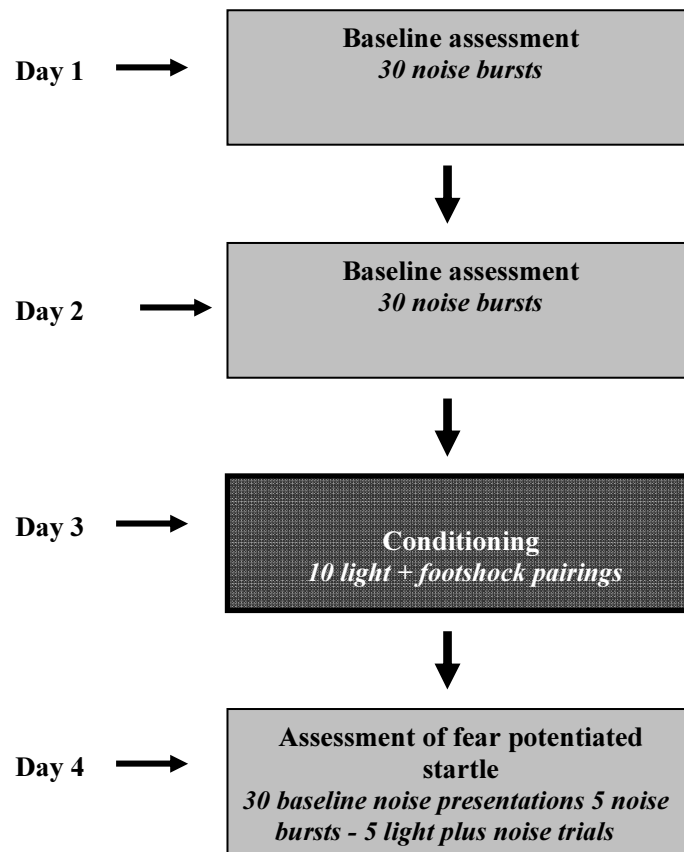 Day 1
Baseline assessment
30 noise bursts
Day 2
Baseline assessment
30 noise bursts
Day 3
Conditioning
10 light + footshock pairings
Day 4
Assessment of fear potentiated
startle
30 baseline noise presentations 5 noise
bursts - 5 light plus noise trials